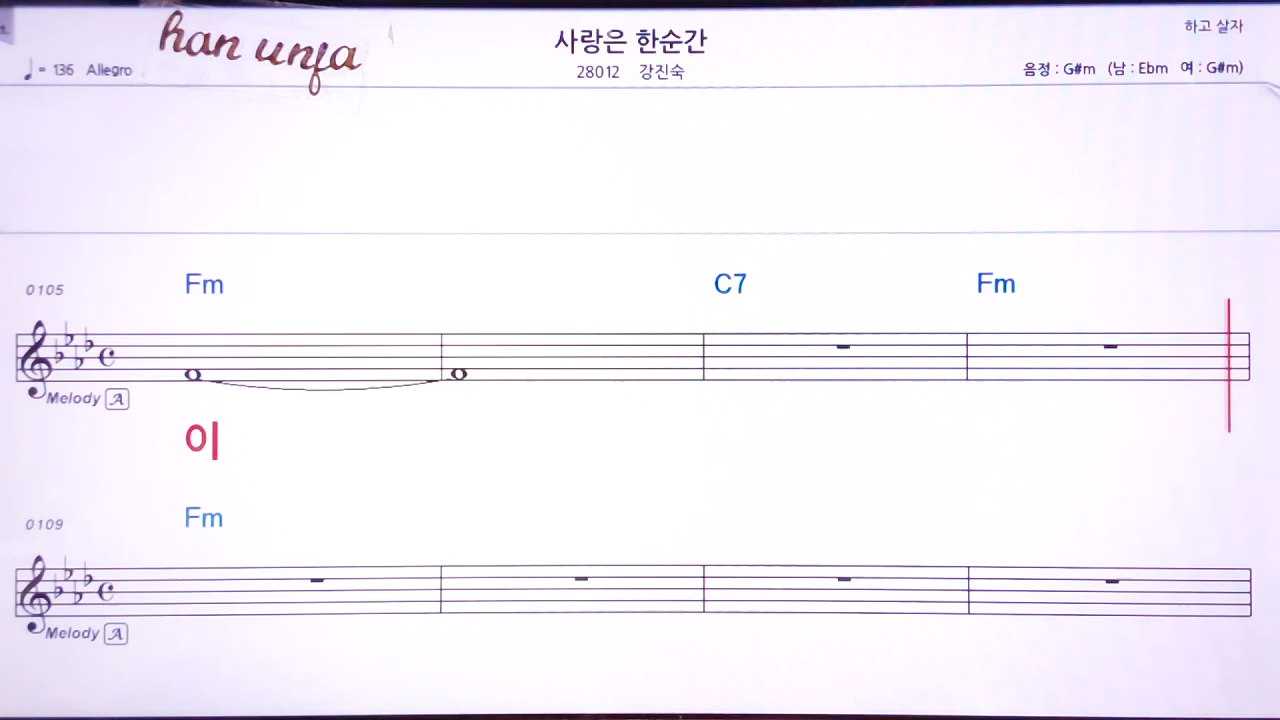 han unja
사랑은 한순간
하고 살자
♩= 136 Allegro
28012 강진숙
음정 : G#m (남 : Ebm 여 : G#m)
0105
Fm C7 Fm
Melody A
이
0109
Fm
Melody A